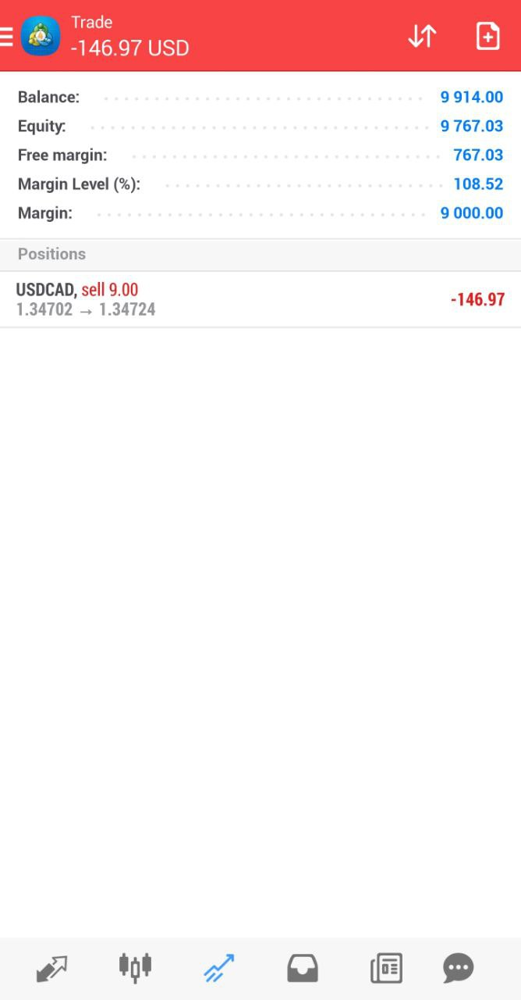 Trade
-146.97 USD
Balance: 9 914.00
Equity: 9 767.03
Free margin: 767.03
Margin Level (%): 108.52
Margin: 9 000.00
Positions
USDCAD, sell 9.00
1.34702 → 1.34724
-146.97